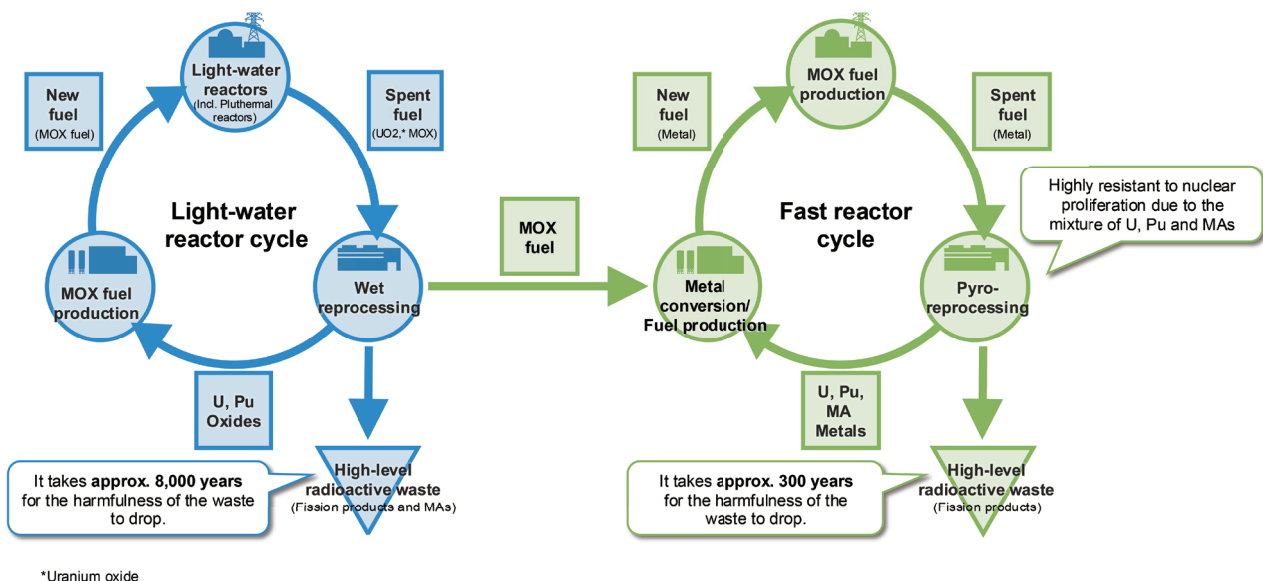 Light-water
reactors
(Incl. Pluthermal
reactors)
New
fuel
(MOX fuel)
Spent
fuel
(UO2,* MOX)
Light-water
reactor cycle
MOX fuel
production
Wet
reprocessing
U, Pu
Oxides
It takes approx. 8,000 years
for the harmfulness of the waste
to drop.
High-level
radioactive waste
(Fission products and MAs)
MOX
fuel
MOX fuel
production
New
fuel
(Metal)
Spent
fuel
(Metal)
Fast reactor
cycle
Highly resistant to nuclear
proliferation due to the
mixture of U, Pu and MAs
Metal
conversion/
Fuel production
Pyro-
reprocessing
U, Pu,
MA
Metals
It takes approx. 300 years
for the harmfulness of the
waste to drop.
High-level
radioactive waste
(Fission products)
*Uranium oxide